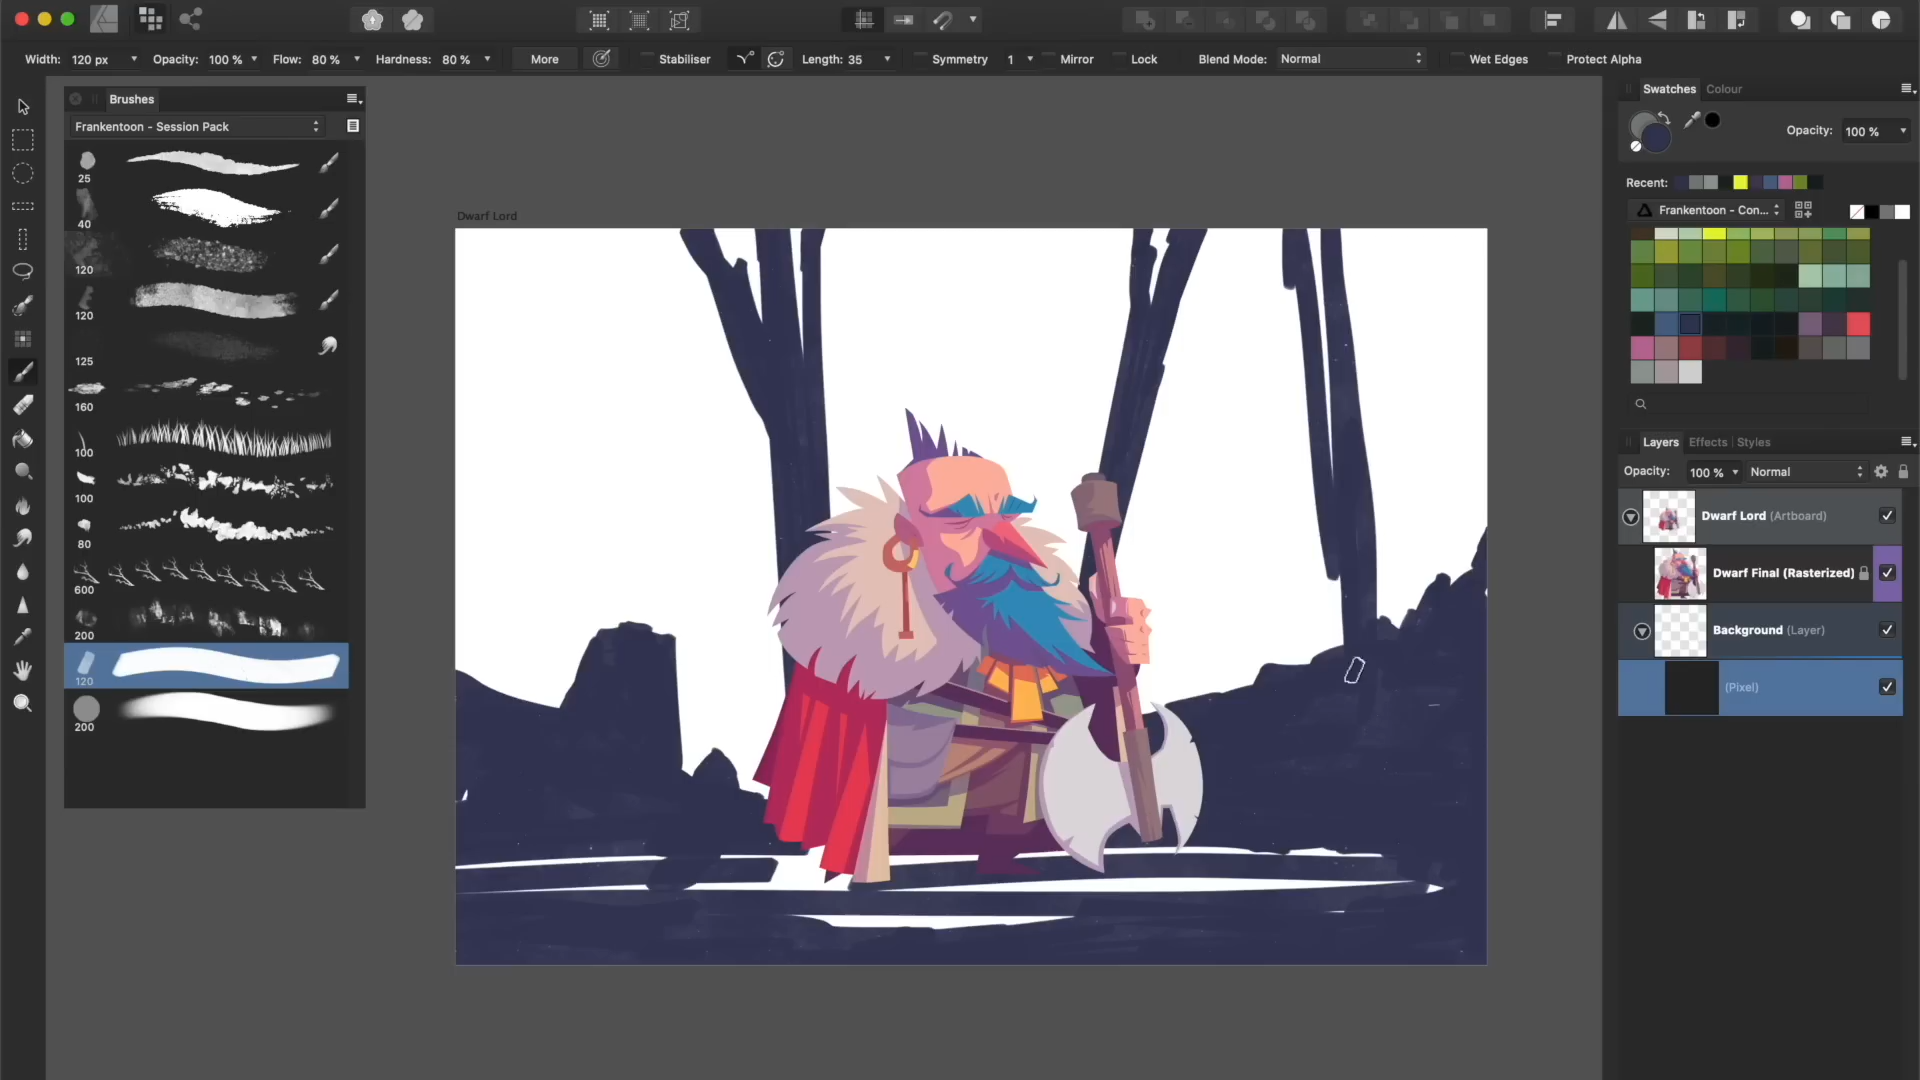 Width: 120 px Opacity: 100 % Flow: 80 % Hardness: 80 % More Stabiliser Length: 35 Symmetry 1 Mirror Lock Blend Mode: Normal Wet Edges Protect Alpha
Brushes
Frankentoon - Session Pack
25
40
120
120
125
160
100
100
80
600
200
120
200
Dwarf Lord
Swatches Colour
Opacity: 100 %
Recent:
Frankentoon - Con...
Layers Effects Styles
Opacity: 100 % Normal
Dwarf Lord (Artboard)
Dwarf Final (Rasterized)
Background (Layer)
(Pixel)